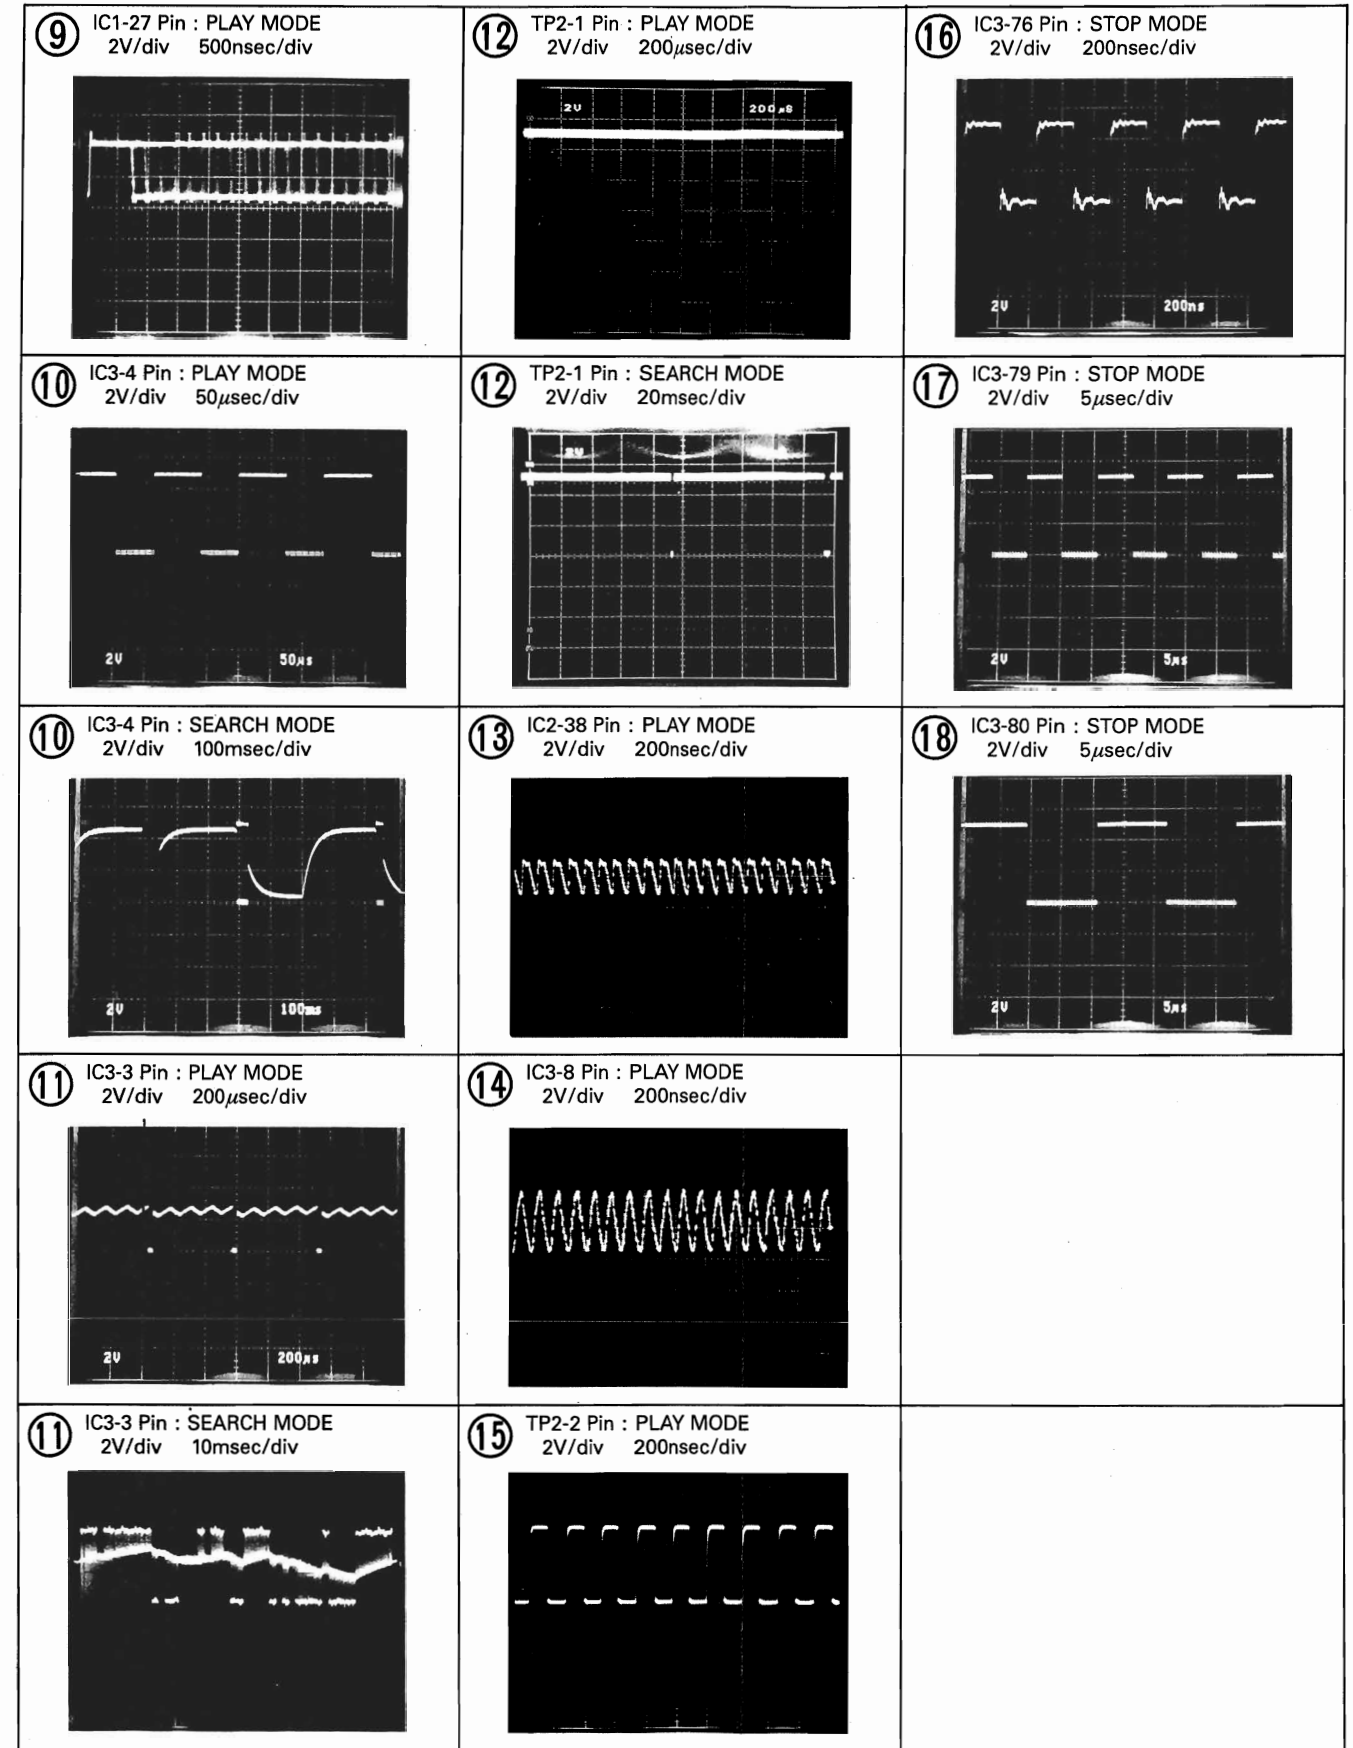 ⑨ IC1-27 Pin : PLAY MODE
2V/div 500nsec/div
⑩ IC3-4 Pin : PLAY MODE
2V/div 50μsec/div
2V 50μs
⑩ IC3-4 Pin : SEARCH MODE
2V/div 100msec/div
2V 100ms
⑪ IC3-3 Pin : PLAY MODE
2V/div 200μsec/div
2V 200μs
⑪ IC3-3 Pin : SEARCH MODE
2V/div 10msec/div
⑫ TP2-1 Pin : PLAY MODE
2V/div 200μsec/div
2V 200μS
⑫ TP2-1 Pin : SEARCH MODE
2V/div 20msec/div
2V
⑬ IC2-38 Pin : PLAY MODE
2V/div 200nsec/div
⑭ IC3-8 Pin : PLAY MODE
2V/div 200nsec/div
⑮ TP2-2 Pin : PLAY MODE
2V/div 200nsec/div
⑯ IC3-76 Pin : STOP MODE
2V/div 200nsec/div
2V 200ns
⑰ IC3-79 Pin : STOP MODE
2V/div 5μsec/div
2V 5μs
⑱ IC3-80 Pin : STOP MODE
2V/div 5μsec/div
2V 5μs